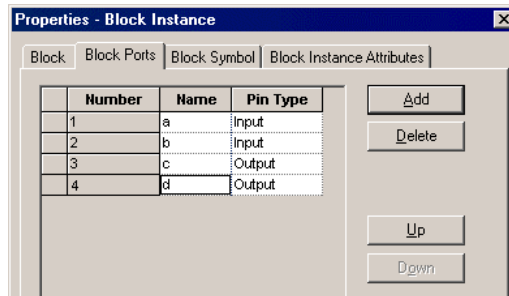 Properties - Block Instance
Block Block Ports Block Symbol Block Instance Attributes
Number Name Pin Type
1 a Input
2 b Input
3 c Output
4 d Output
Add
Delete
Up
Down